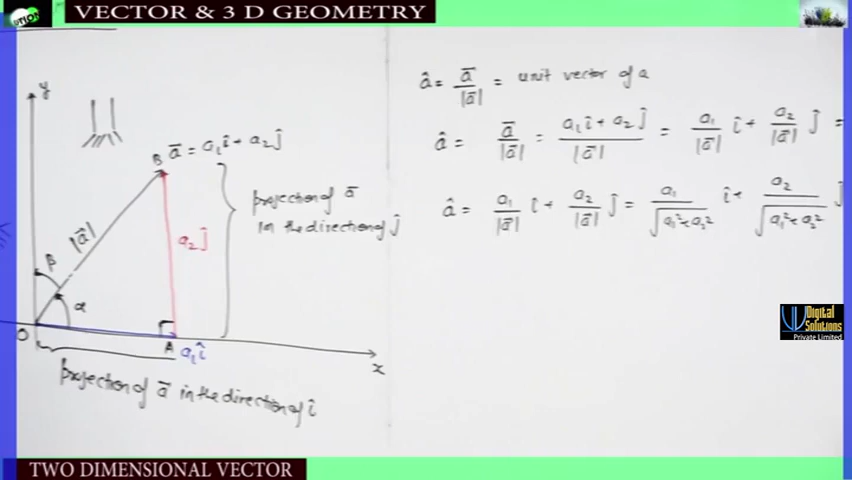 VECTOR & 3 D GEOMETRY
y
B ā = a₁î + a₂ĵ
|ā|
β
α
a₂ĵ
projection of ā
in the direction of ĵ
O
A
a₁î
x
projection of ā in the direction of î
â = ā/|ā| = unit vector of a
â = ā/|ā| = (a₁î + a₂ĵ)/|ā| = a₁/|ā| î + a₂/|ā| ĵ =
â = a₁/|ā| î + a₂/|ā| ĵ = a₁/√(a₁² + a₂²) î + a₂/√(a₁² + a₂²) ĵ
Digital
Solutions
Private Limited
TWO DIMENSIONAL VECTOR